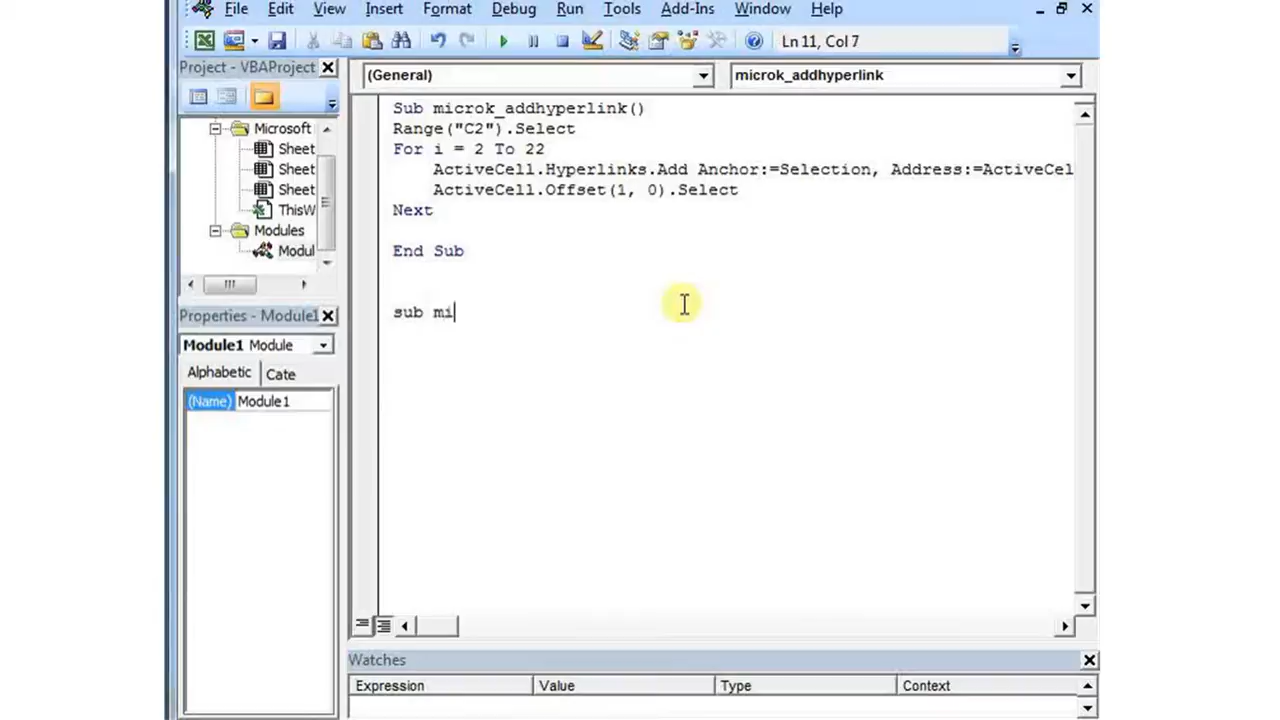 File Edit View Insert Format Debug Run Tools Add-Ins Window Help
Ln 11, Col 7
Project - VBAProject
(General)
microk_addhyperlink
Microsoft
Sheet
Sheet
Sheet
ThisW
Modules
Modul
Sub microk_addhyperlink()
Range("C2").Select
For i = 2 To 22
ActiveCell.Hyperlinks.Add Anchor:=Selection, Address:=ActiveCel
ActiveCell.Offset(1, 0).Select
Next
End Sub
sub mi
Properties - Module1
Module1 Module
Alphabetic Cate
(Name) Module1
Watches
Expression Value Type Context